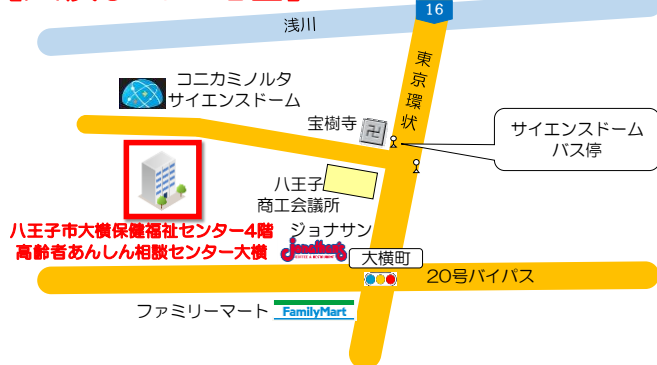 16
浅川
東京環状
コニカミノルタ
サイエンスドーム
宝樹寺
卍
サイエンスドーム
バス停
八王子
商工会議所
八王子市大横保健福祉センター4階
高齢者あんしん相談センター大横
ジョナサン
Jonathan's
大横町
20号バイパス
ファミリーマート
FamilyMart